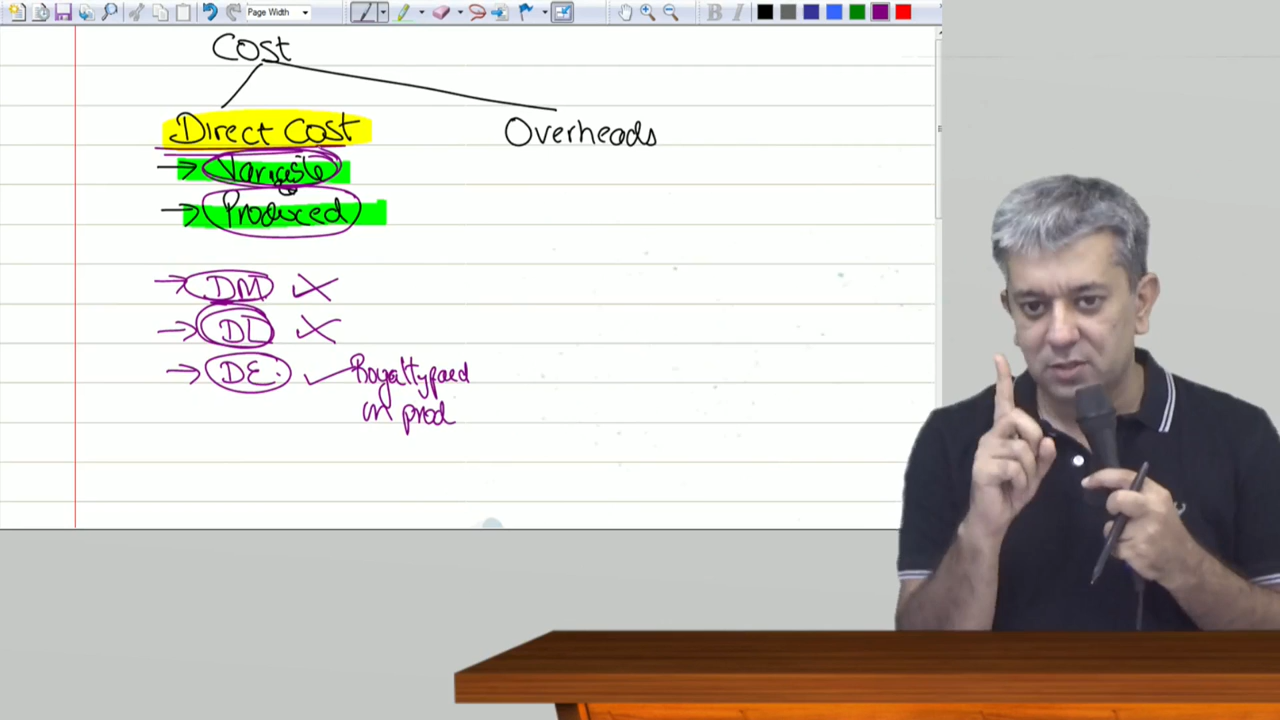 Page Width
Cost
Direct Cost
Overheads
→ Variable
→ Produced
→ DM
→ DL
→ DE
Royalty paid
on prod